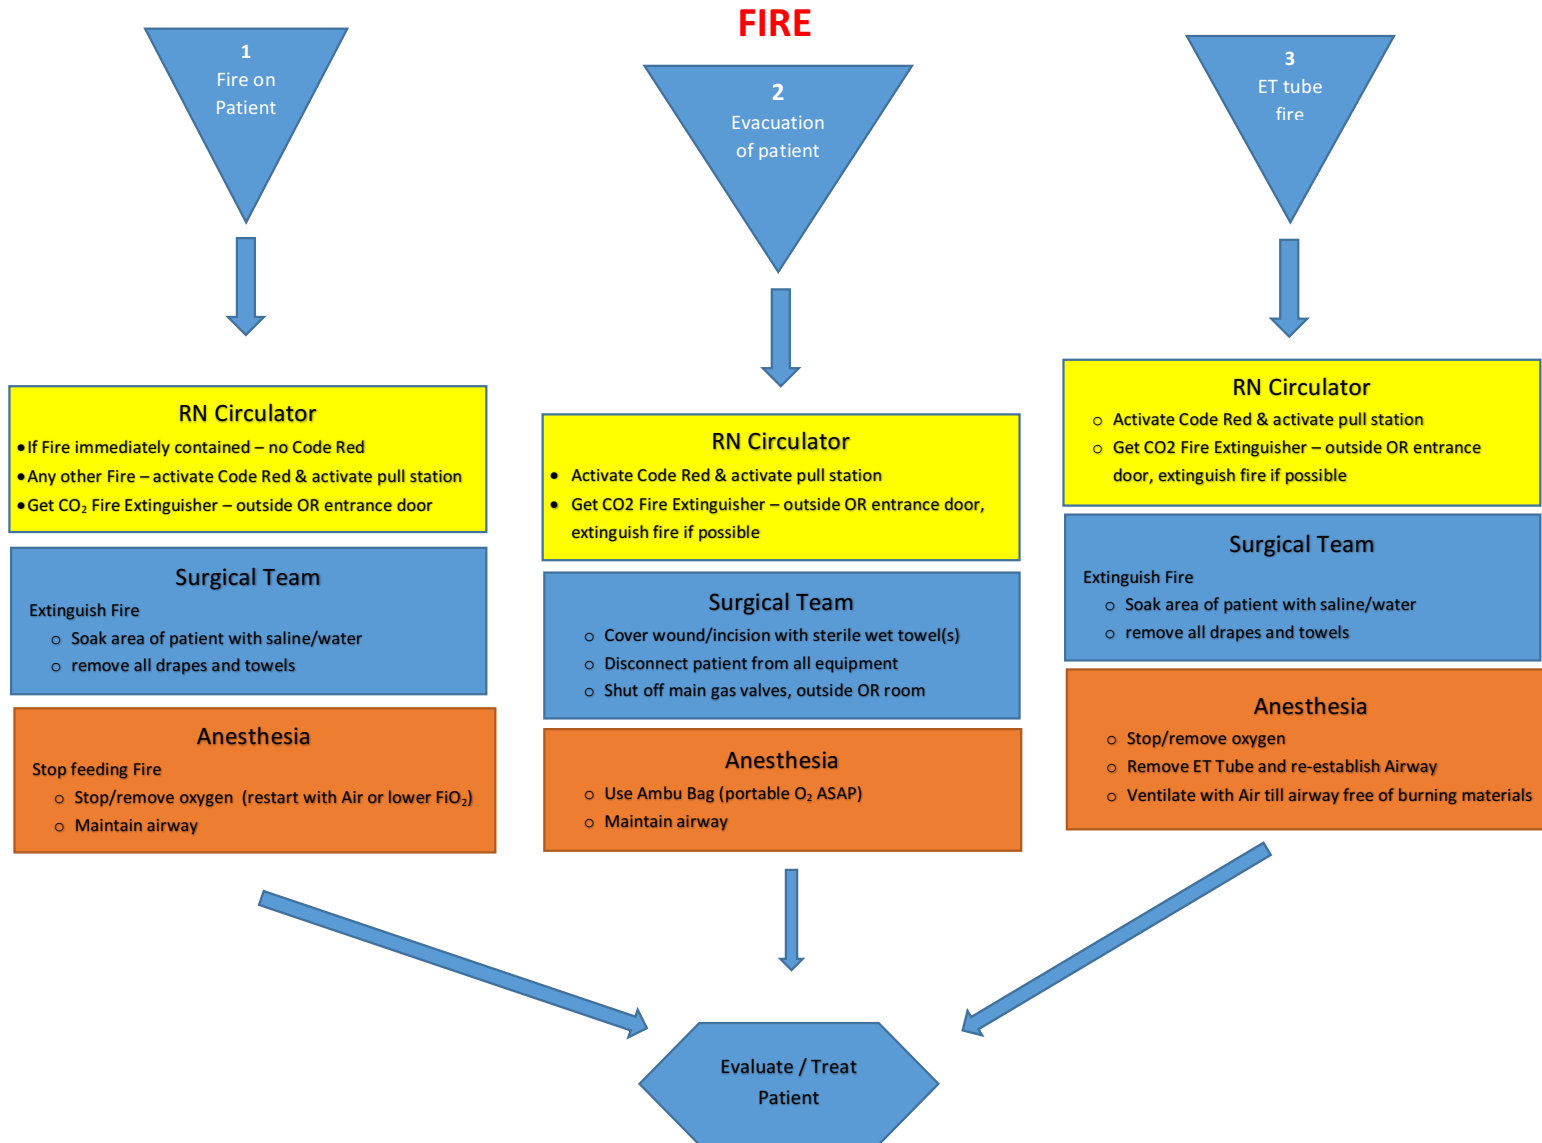 FIRE
1
Fire on
Patient
2
Evacuation
of patient
3
ET tube
fire
RN Circulator
• If Fire immediately contained – no Code Red
• Any other Fire – activate Code Red & activate pull station
• Get CO₂ Fire Extinguisher – outside OR entrance door
Surgical Team
Extinguish Fire
o Soak area of patient with saline/water
o remove all drapes and towels
Anesthesia
Stop feeding Fire
o Stop/remove oxygen (restart with Air or lower FiO₂)
o Maintain airway
RN Circulator
• Activate Code Red & activate pull station
• Get CO2 Fire Extinguisher – outside OR entrance door,
extinguish fire if possible
Surgical Team
o Cover wound/incision with sterile wet towel(s)
o Disconnect patient from all equipment
o Shut off main gas valves, outside OR room
Anesthesia
o Use Ambu Bag (portable O₂ ASAP)
o Maintain airway
RN Circulator
o Activate Code Red & activate pull station
o Get CO2 Fire Extinguisher – outside OR entrance
door, extinguish fire if possible
Surgical Team
Extinguish Fire
o Soak area of patient with saline/water
o remove all drapes and towels
Anesthesia
o Stop/remove oxygen
o Remove ET Tube and re-establish Airway
o Ventilate with Air till airway free of burning materials
Evaluate / Treat
Patient